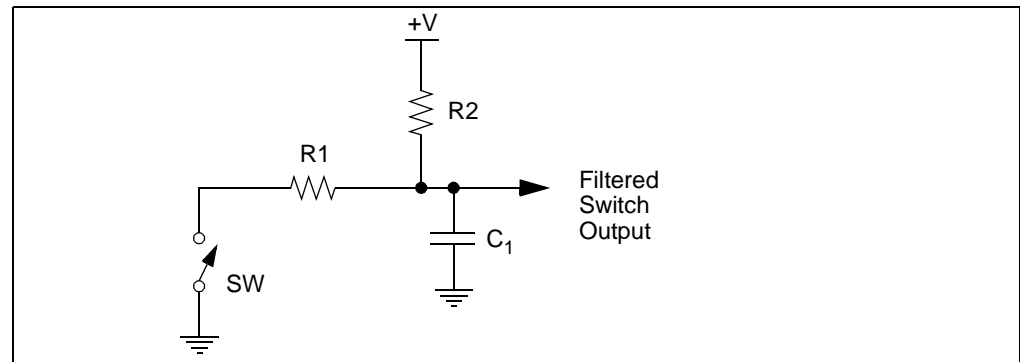 +V
R2
R1
Filtered
Switch
Output
C1
SW